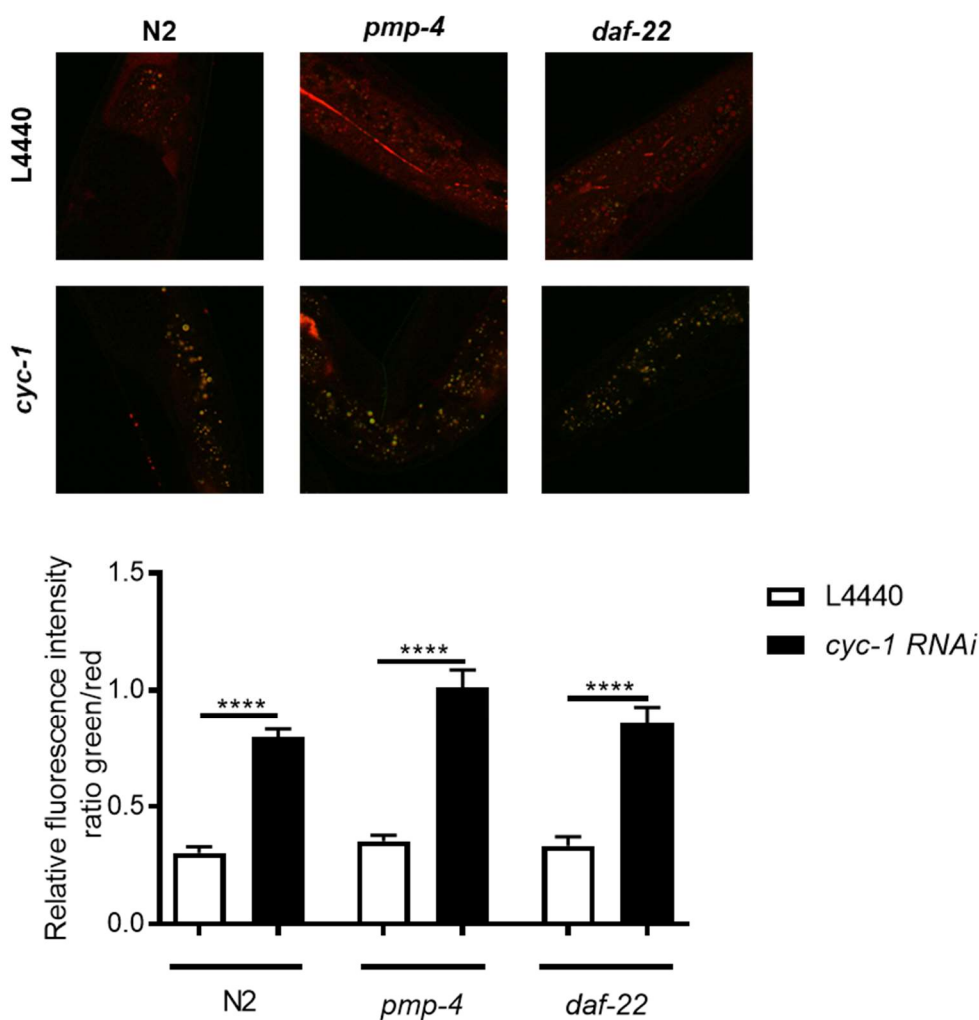 N2
pmp-4
daf-22
L4440
cyc-1
Relative fluorescence intensity
ratio green/red
1.5
1.0
0.5
0.0
****
****
****
L4440
cyc-1 RNAi
N2
pmp-4
daf-22